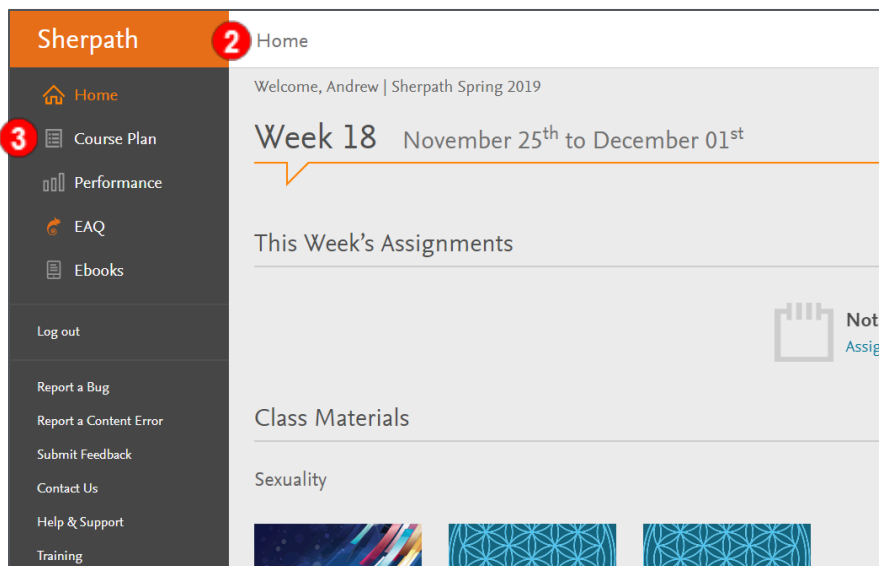 Sherpath
2 Home
Home
3 Course Plan
Performance
EAQ
Ebooks
Log out
Report a Bug
Report a Content Error
Submit Feedback
Contact Us
Help & Support
Training
Welcome, Andrew | Sherpath Spring 2019
Week 18 November 25th to December 01st
This Week's Assignments
Not
Assig
Class Materials
Sexuality